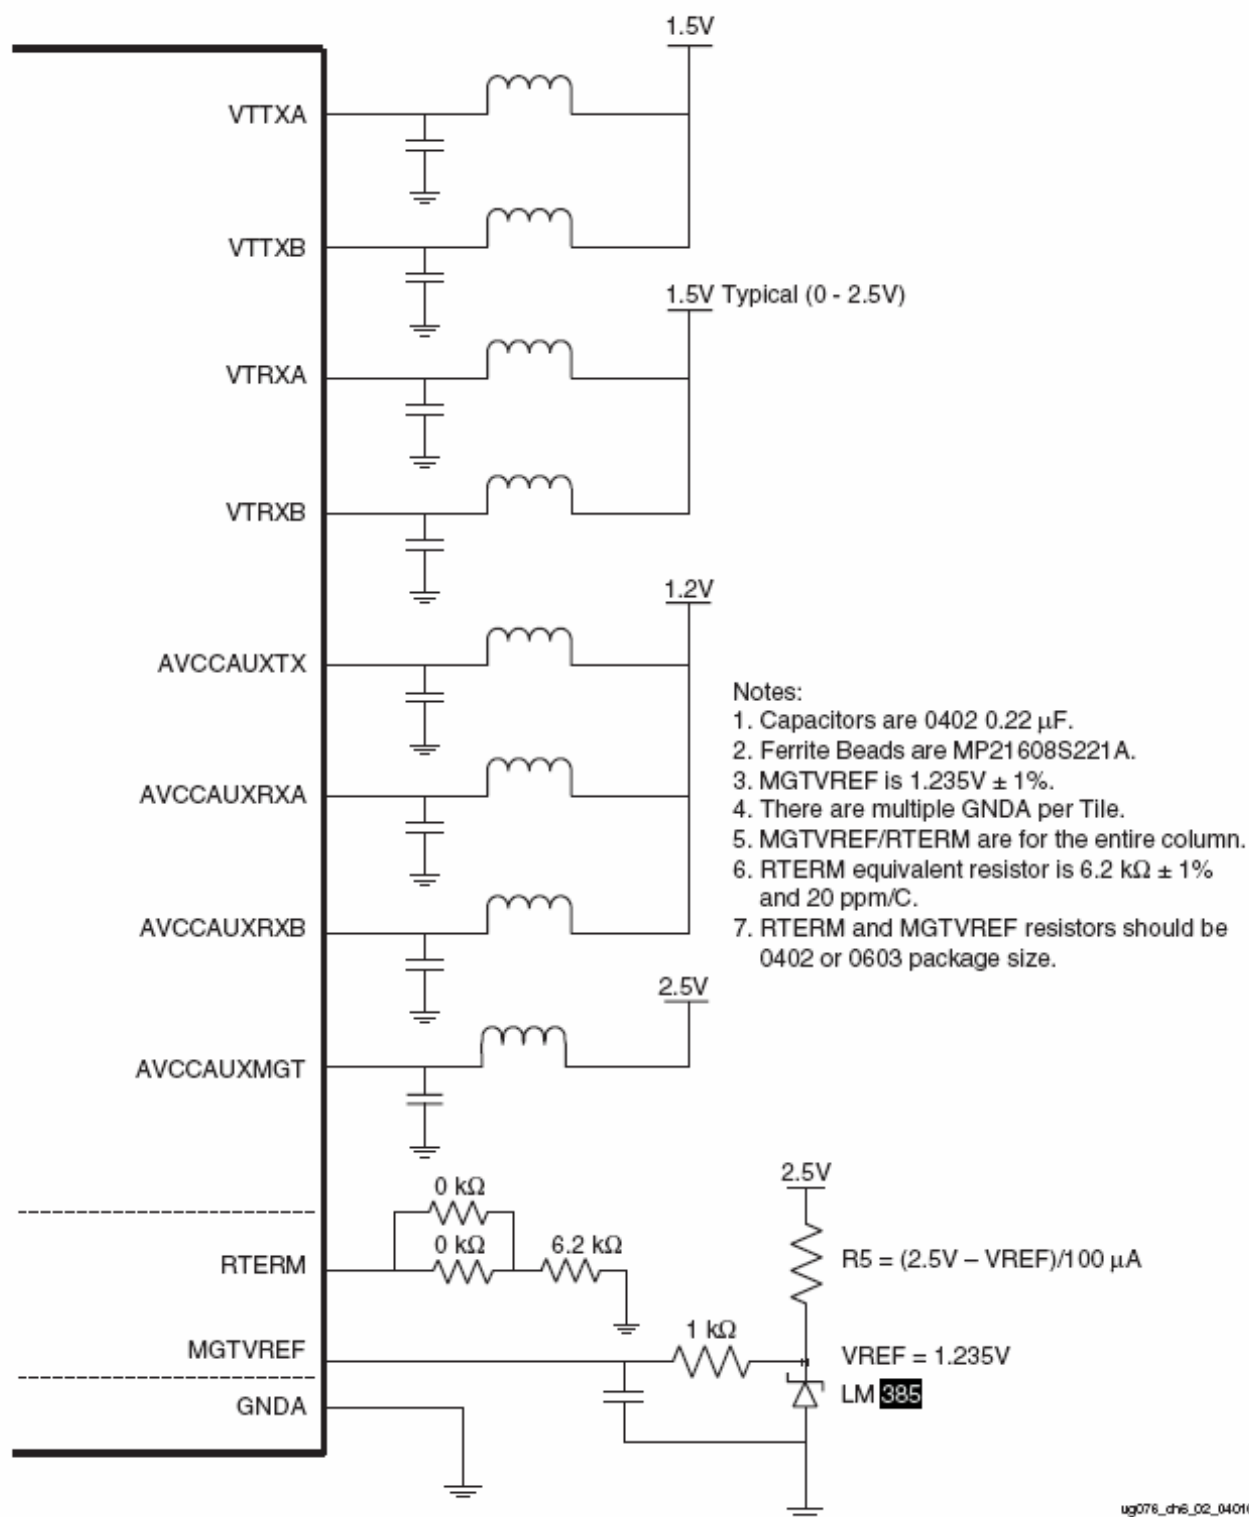 1.5V
VTTXA
VTTXB
1.5V Typical (0 - 2.5V)
VTRXA
VTRXB
1.2V
AVCCAUXTX
AVCCAUXRXA
AVCCAUXRXB
Notes:
1. Capacitors are 0402 0.22 μF.
2. Ferrite Beads are MP21608S221A.
3. MGTVREF is 1.235V ± 1%.
4. There are multiple GNDA per Tile.
5. MGTVREF/RTERM are for the entire column.
6. RTERM equivalent resistor is 6.2 kΩ ± 1%
and 20 ppm/C.
7. RTERM and MGTVREF resistors should be
0402 or 0603 package size.
2.5V
AVCCAUXMGT
2.5V
0 kΩ
0 kΩ
6.2 kΩ
RTERM
R5 = (2.5V – VREF)/100 μA
1 kΩ
MGTVREF
VREF = 1.235V
LM 385
GNDA